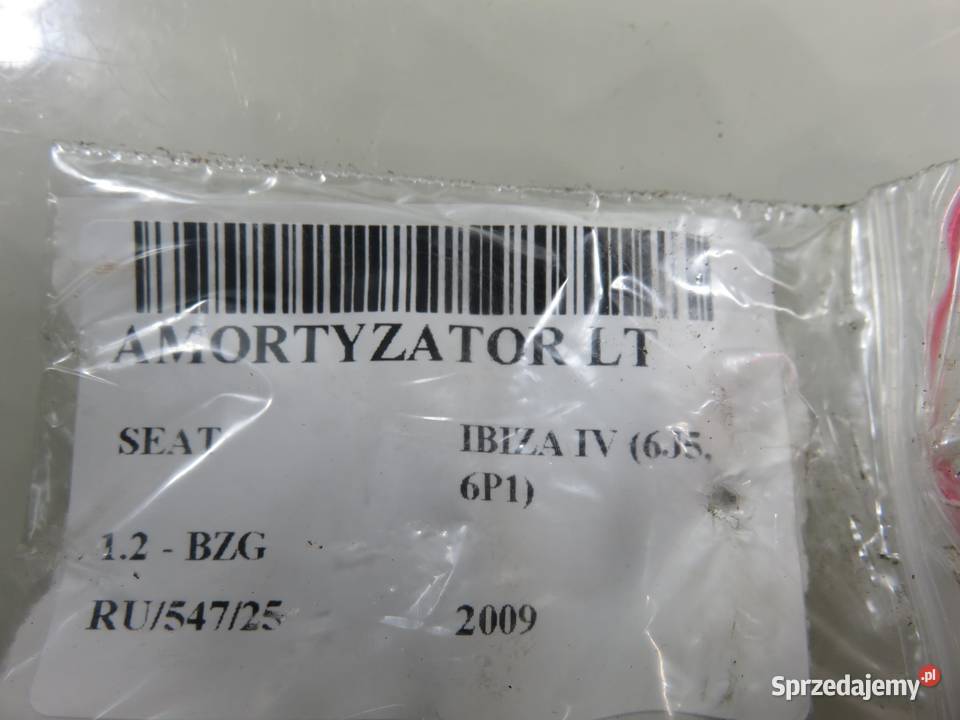 AMORTYZATOR LT
SEAT
IBIZA IV (6J5,
6P1)
1.2 - BZG
RU/547/25
2009
Sprzedajemy.pl